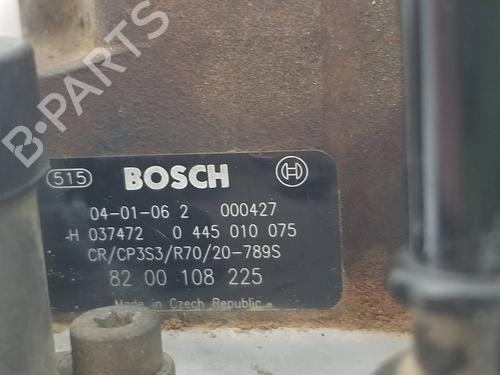 B-PARTS
515 BOSCH
04-01-06 2 000427
H 037472 0 445 010 075
CR/CP3S3/R70/20-789S
82 00 108 225
Made in Czech Republic